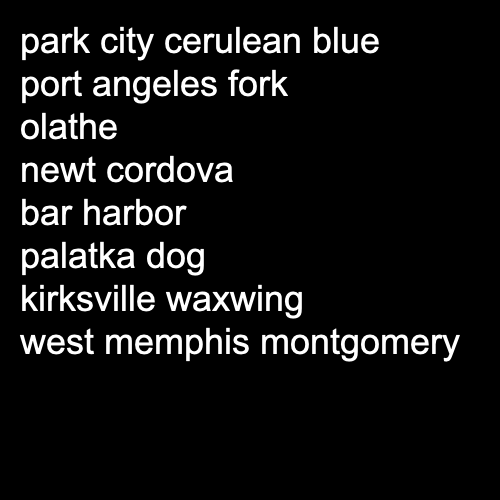 park city cerulean blue
port angeles fork
olathe
newt cordova
bar harbor
palatka dog
kirksville waxwing
west memphis montgomery